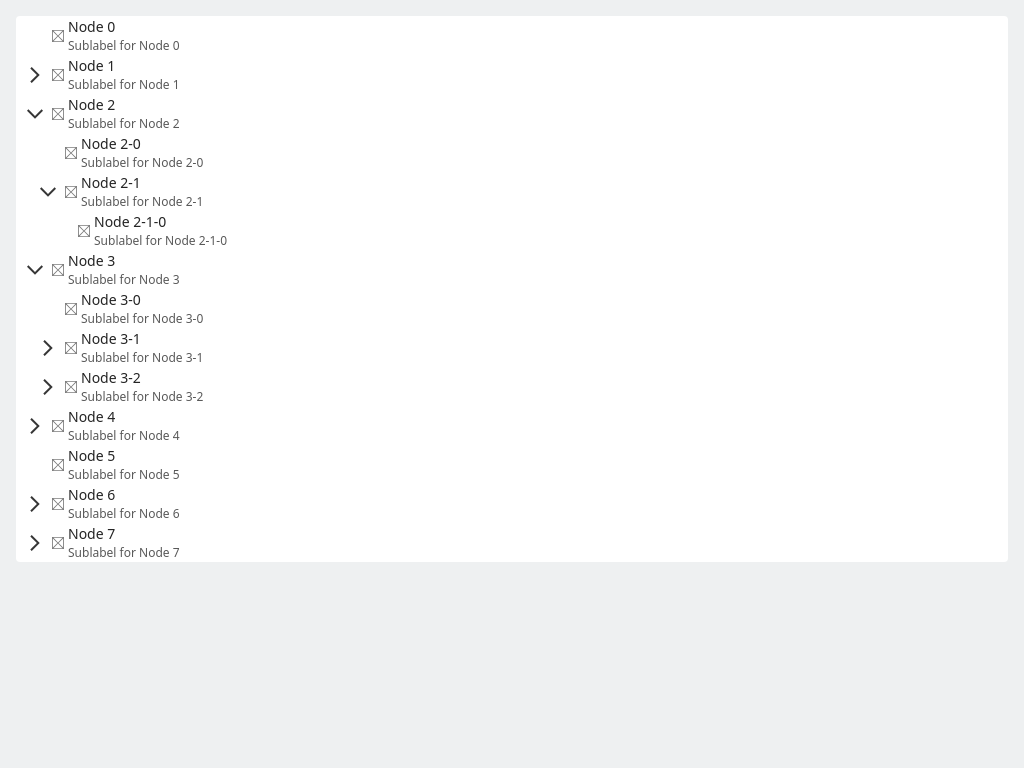 Node 0
Sublabel for Node 0
Node 1
Sublabel for Node 1
Node 2
Sublabel for Node 2
Node 2-0
Sublabel for Node 2-0
Node 2-1
Sublabel for Node 2-1
Node 2-1-0
Sublabel for Node 2-1-0
Node 3
Sublabel for Node 3
Node 3-0
Sublabel for Node 3-0
Node 3-1
Sublabel for Node 3-1
Node 3-2
Sublabel for Node 3-2
Node 4
Sublabel for Node 4
Node 5
Sublabel for Node 5
Node 6
Sublabel for Node 6
Node 7
Sublabel for Node 7